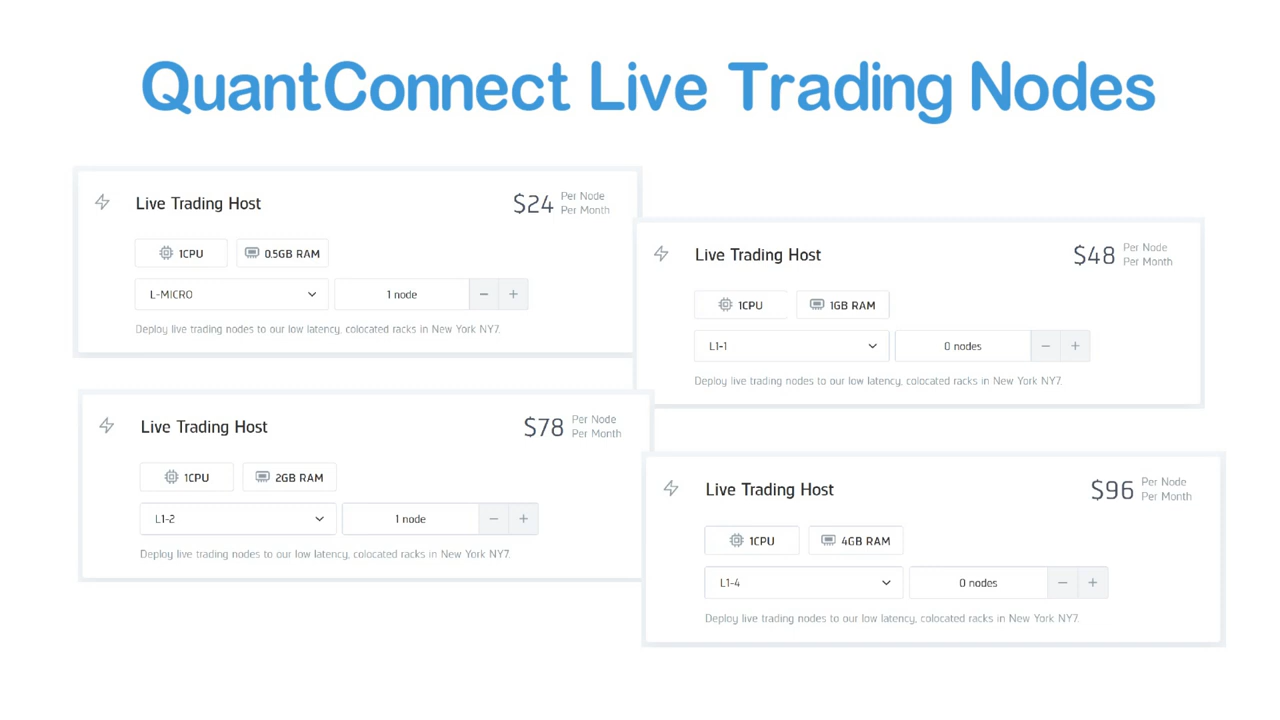 QuantConnect Live Trading Nodes
Live Trading Host
$24 Per Node
Per Month
1CPU 0.5GB RAM
L-MICRO 1 node − +
Deploy live trading nodes to our low latency, colocated racks in New York NY7.
Live Trading Host
$48 Per Node
Per Month
1CPU 1GB RAM
L1-1 0 nodes − +
Deploy live trading nodes to our low latency, colocated racks in New York NY7.
Live Trading Host
$78 Per Node
Per Month
1CPU 2GB RAM
L1-2 1 node − +
Deploy live trading nodes to our low latency, colocated racks in New York NY7.
Live Trading Host
$96 Per Node
Per Month
1CPU 4GB RAM
L1-4 0 nodes − +
Deploy live trading nodes to our low latency, colocated racks in New York NY7.